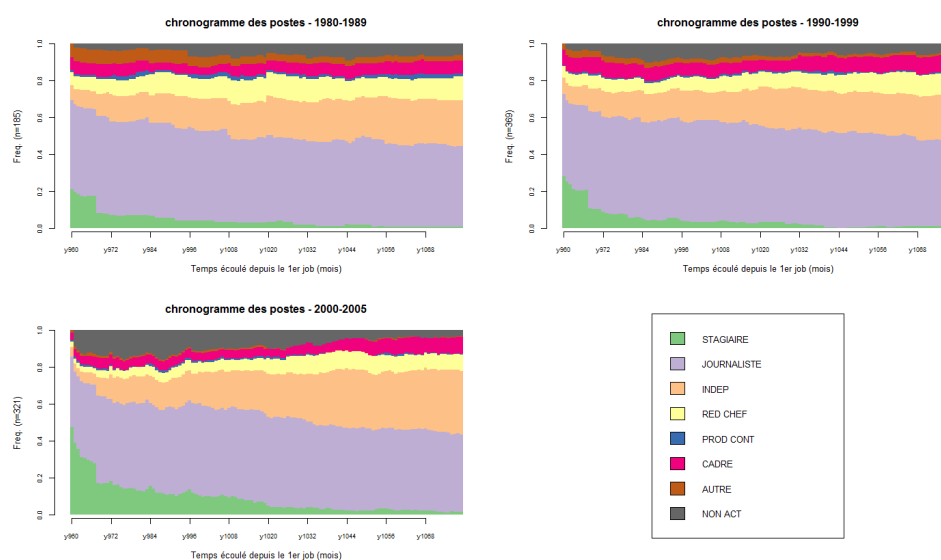 chronogramme des postes - 1980-1989
Freq. (n=185)
0.0 0.2 0.4 0.6 0.8 1.0
y960 y972 y984 y996 y1008 y1020 y1032 y1044 y1056 y1068
Temps écoulé depuis le 1er job (mois)
chronogramme des postes - 1990-1999
Freq. (n=369)
0.0 0.2 0.4 0.6 0.8 1.0
y960 y972 y984 y996 y1008 y1020 y1032 y1044 y1056 y1068
Temps écoulé depuis le 1er job (mois)
chronogramme des postes - 2000-2005
Freq. (n=321)
0.0 0.2 0.4 0.6 0.8 1.0
y960 y972 y984 y996 y1008 y1020 y1032 y1044 y1056 y1068
Temps écoulé depuis le 1er job (mois)
STAGIAIRE
JOURNALISTE
INDEP
RED CHEF
PROD CONT
CADRE
AUTRE
NON ACT